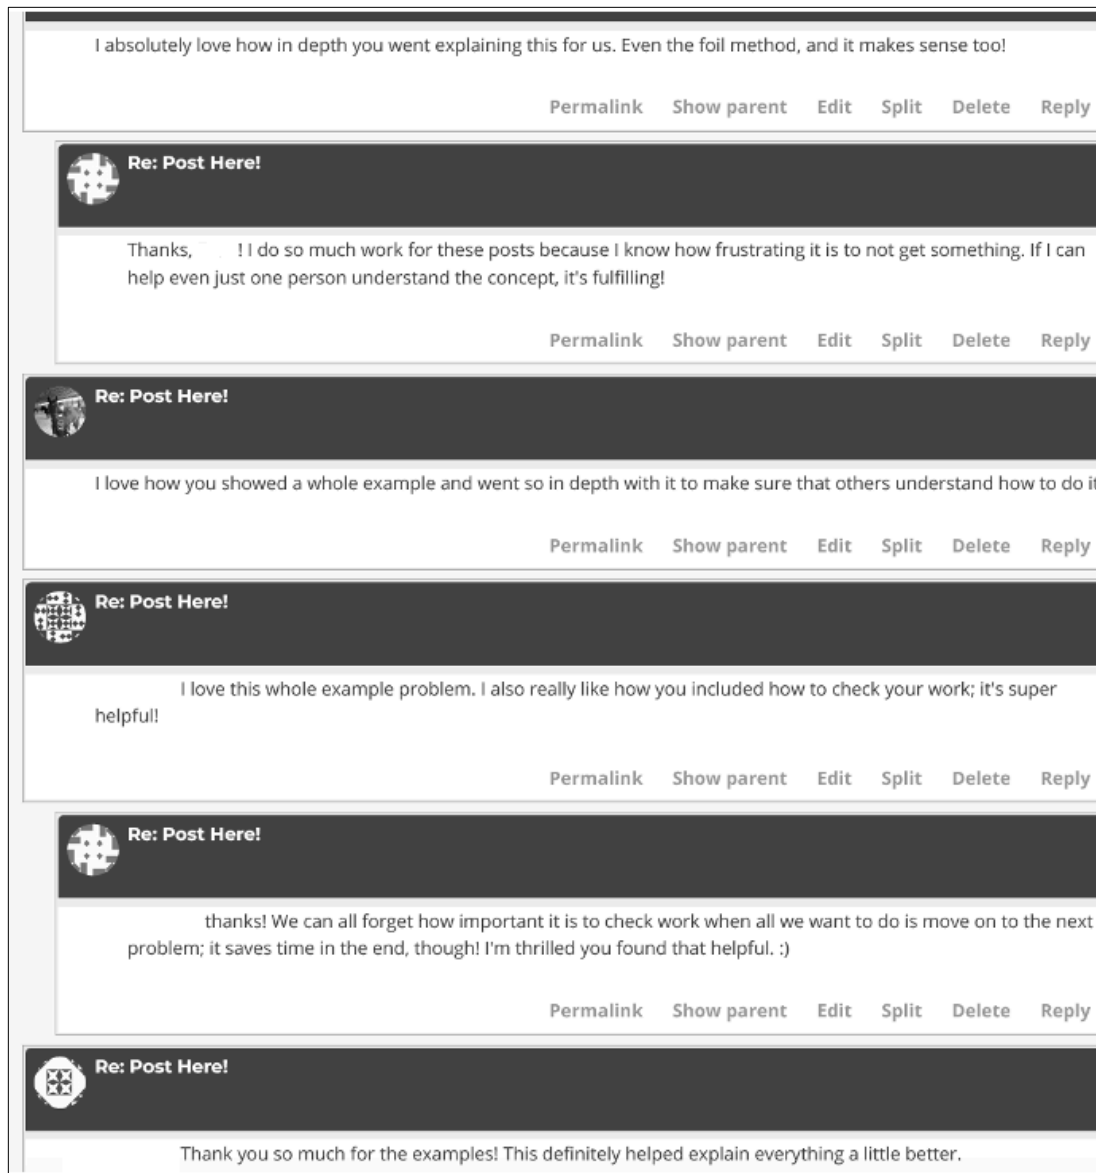 I absolutely love how in depth you went explaining this for us. Even the foil method, and it makes sense too!
Permalink Show parent Edit Split Delete Reply
Re: Post Here!
Thanks, ! I do so much work for these posts because I know how frustrating it is to not get something. If I can
help even just one person understand the concept, it's fulfilling!
Permalink Show parent Edit Split Delete Reply
Re: Post Here!
I love how you showed a whole example and went so in depth with it to make sure that others understand how to do it
Permalink Show parent Edit Split Delete Reply
Re: Post Here!
I love this whole example problem. I also really like how you included how to check your work; it's super
helpful!
Permalink Show parent Edit Split Delete Reply
Re: Post Here!
thanks! We can all forget how important it is to check work when all we want to do is move on to the next
problem; it saves time in the end, though! I'm thrilled you found that helpful. :)
Permalink Show parent Edit Split Delete Reply
Re: Post Here!
Thank you so much for the examples! This definitely helped explain everything a little better.